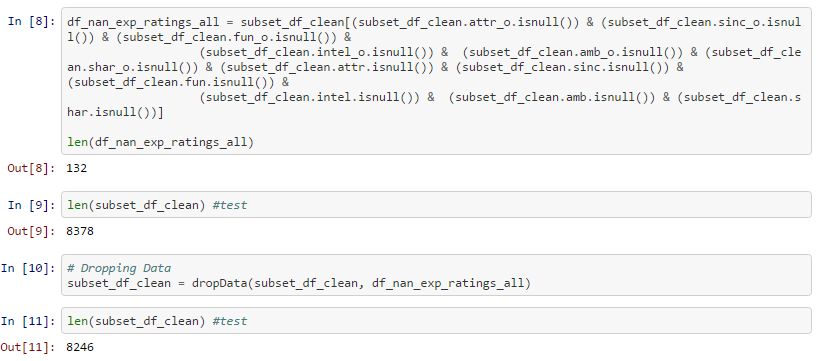 In [8]: df_nan_exp_ratings_all = subset_df_clean[(subset_df_clean.attr_o.isnull()) & (subset_df_clean.sinc_o.isnul
l()) & (subset_df_clean.fun_o.isnull()) &
(subset_df_clean.intel_o.isnull()) &  (subset_df_clean.amb_o.isnull()) & (subset_df_cle
an.shar_o.isnull()) & (subset_df_clean.attr.isnull()) & (subset_df_clean.sinc.isnull()) &
(subset_df_clean.fun.isnull()) &
(subset_df_clean.intel.isnull()) &  (subset_df_clean.amb.isnull()) & (subset_df_clean.s
har.isnull())]
len(df_nan_exp_ratings_all)
Out[8]: 132
In [9]: len(subset_df_clean) #test
Out[9]: 8378
In [10]: # Dropping Data
subset_df_clean = dropData(subset_df_clean, df_nan_exp_ratings_all)
In [11]: len(subset_df_clean) #test
Out[11]: 8246